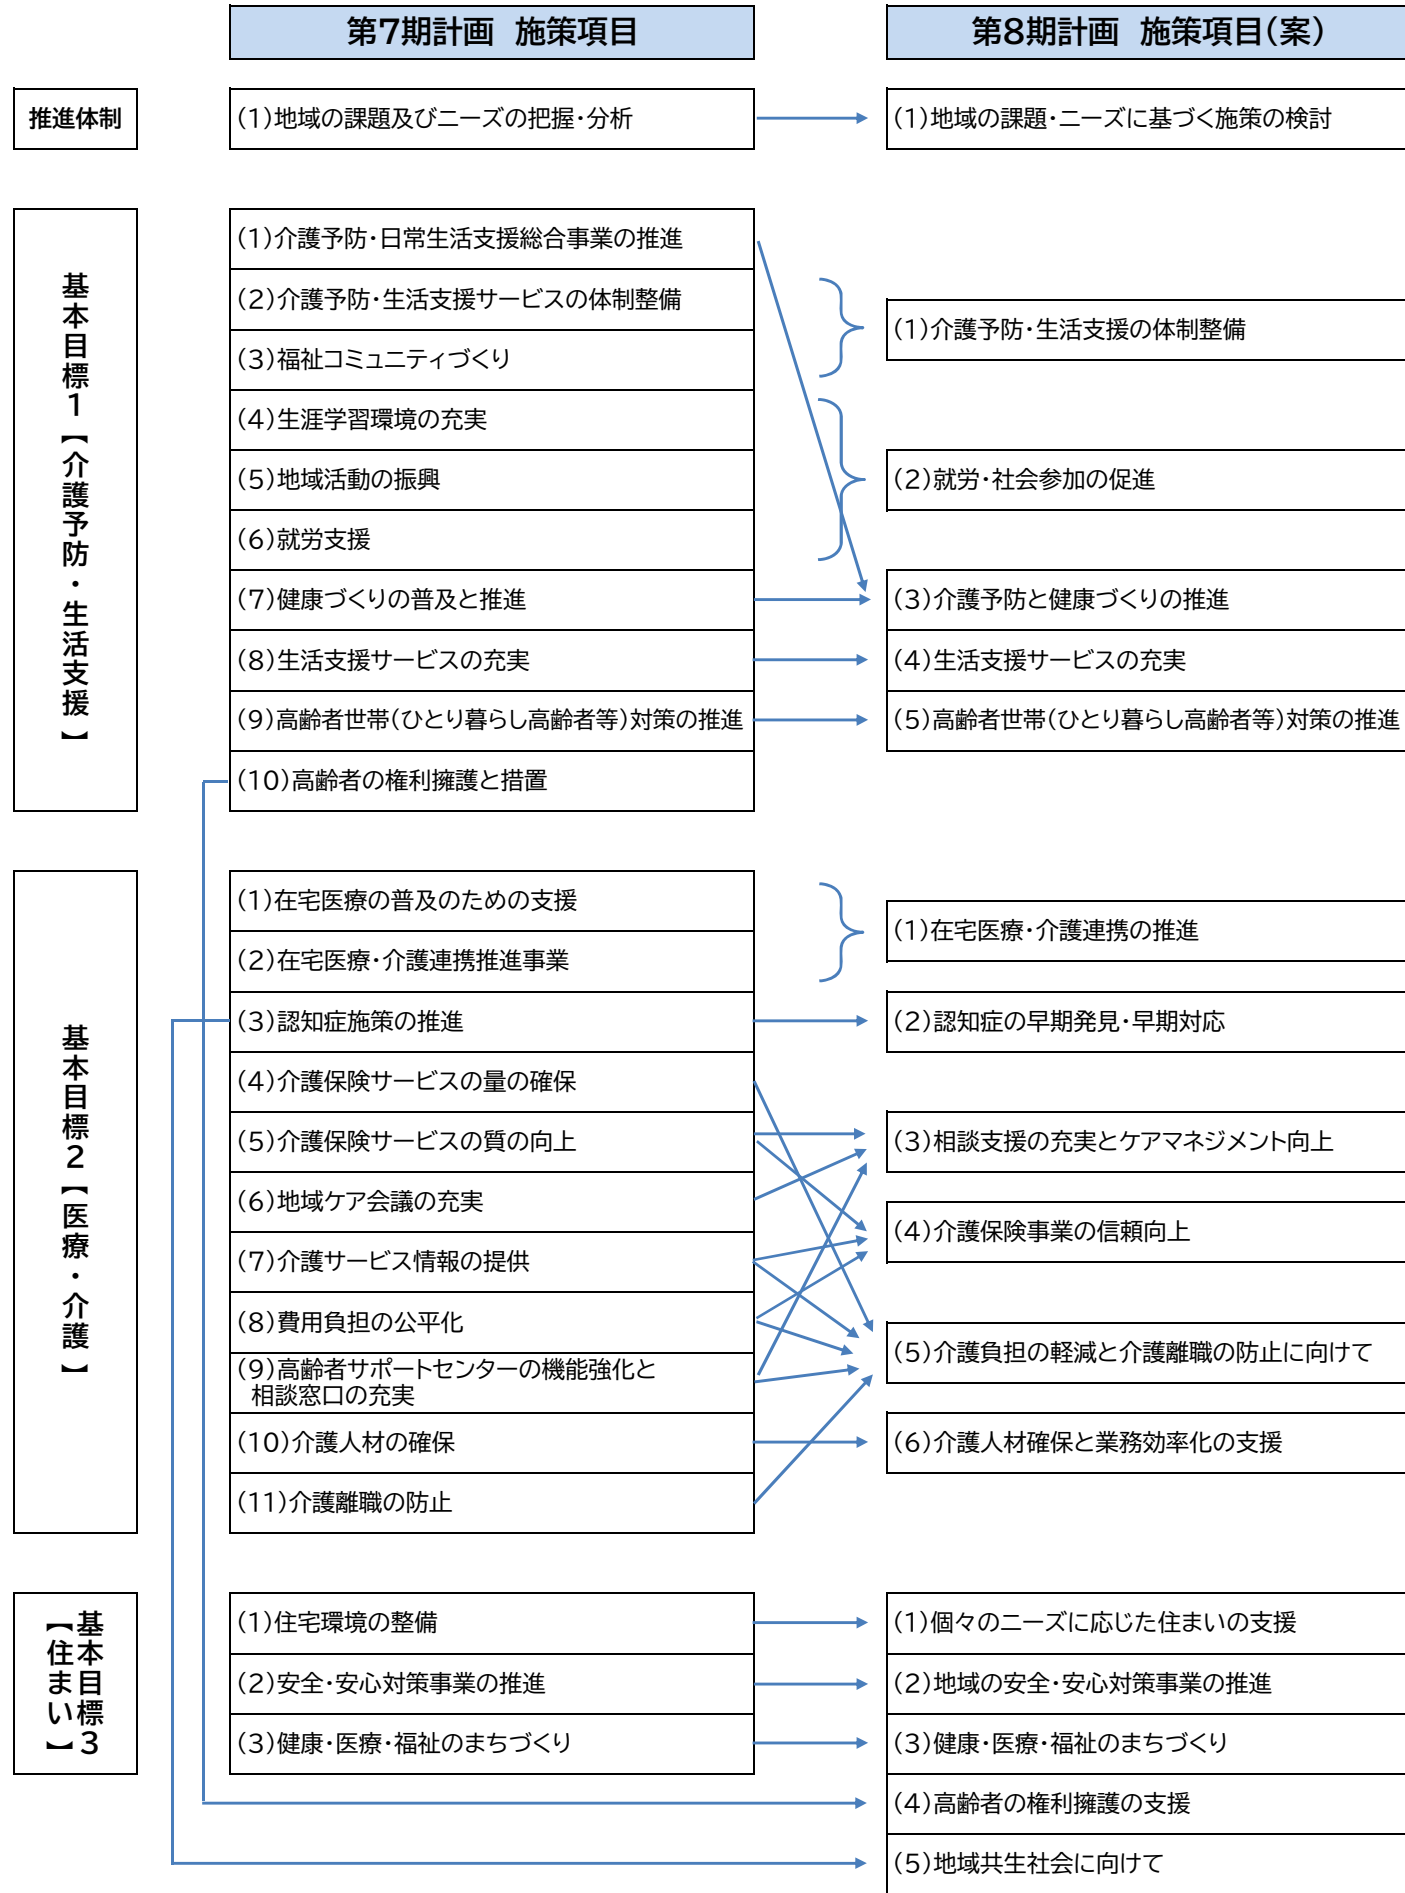 第7期計画 施策項目
第8期計画 施策項目(案)
推進体制
(1)地域の課題及びニーズの把握・分析
(1)地域の課題・ニーズに基づく施策の検討
基本目標1【介護予防・生活支援】
(1)介護予防・日常生活支援総合事業の推進
(2)介護予防・生活支援サービスの体制整備
(3)福祉コミュニティづくり
(4)生涯学習環境の充実
(5)地域活動の振興
(6)就労支援
(7)健康づくりの普及と推進
(8)生活支援サービスの充実
(9)高齢者世帯(ひとり暮らし高齢者等)対策の推進
(10)高齢者の権利擁護と措置
(1)介護予防・生活支援の体制整備
(2)就労・社会参加の促進
(3)介護予防と健康づくりの推進
(4)生活支援サービスの充実
(5)高齢者世帯(ひとり暮らし高齢者等)対策の推進
基本目標2【医療・介護】
(1)在宅医療の普及のための支援
(2)在宅医療・介護連携推進事業
(3)認知症施策の推進
(4)介護保険サービスの量の確保
(5)介護保険サービスの質の向上
(6)地域ケア会議の充実
(7)介護サービス情報の提供
(8)費用負担の公平化
(9)高齢者サポートセンターの機能強化と
相談窓口の充実
(10)介護人材の確保
(11)介護離職の防止
(1)在宅医療・介護連携の推進
(2)認知症の早期発見・早期対応
(3)相談支援の充実とケアマネジメント向上
(4)介護保険事業の信頼向上
(5)介護負担の軽減と介護離職の防止に向けて
(6)介護人材確保と業務効率化の支援
基本目標3
【住まい】
(1)住宅環境の整備
(2)安全・安心対策事業の推進
(3)健康・医療・福祉のまちづくり
(1)個々のニーズに応じた住まいの支援
(2)地域の安全・安心対策事業の推進
(3)健康・医療・福祉のまちづくり
(4)高齢者の権利擁護の支援
(5)地域共生社会に向けて